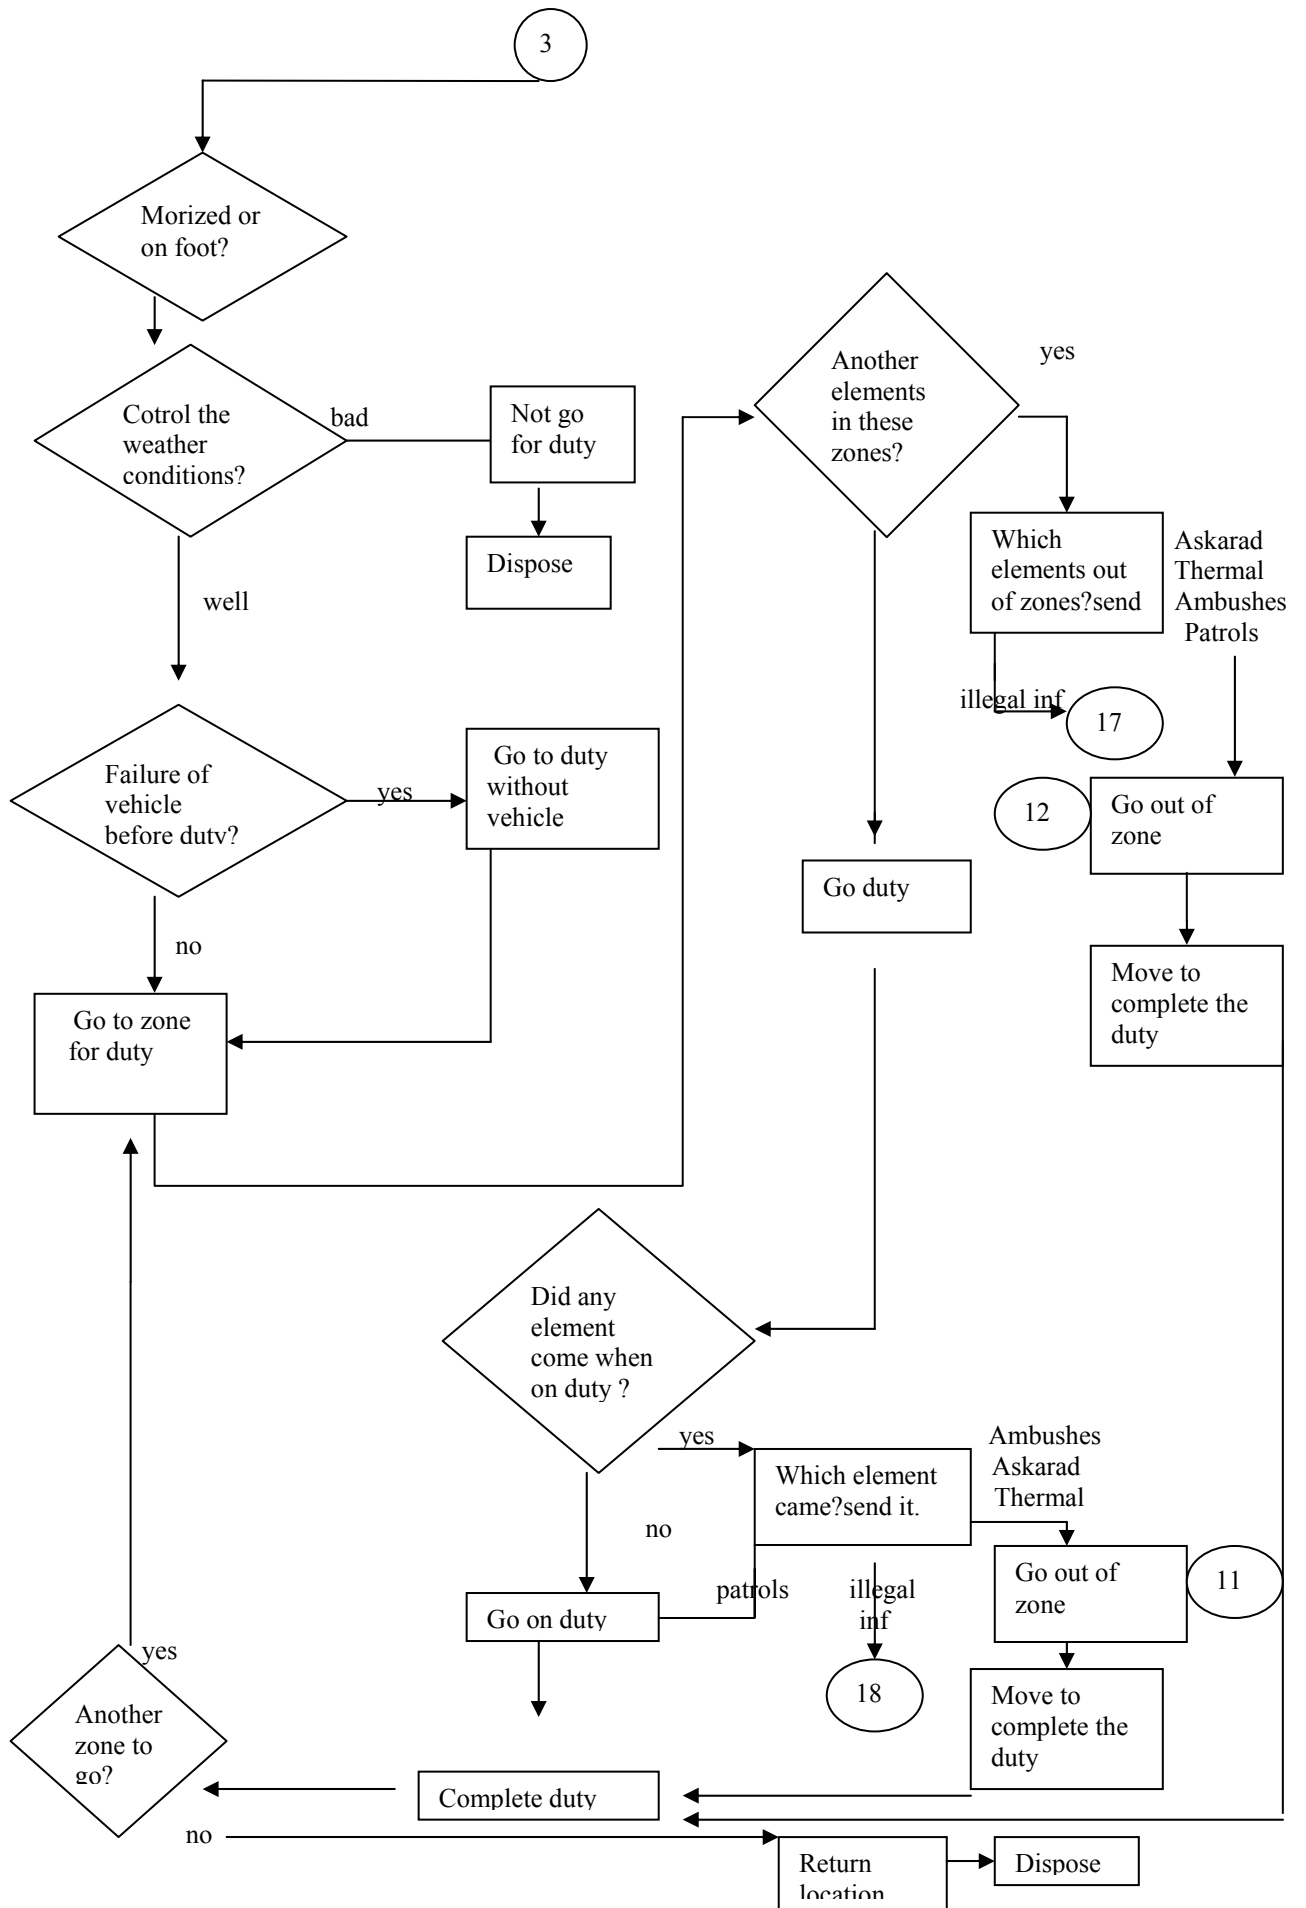 3
Morized or
on foot?
Cotrol the
weather
conditions?
bad
Not go
for duty
Dispose
well
Failure of
vehicle
before duty?
yes
Go to duty
without
vehicle
no
Go to zone
for duty
Another
elements
in these
zones?
yes
Which
elements out
of zones?send
Askarad
Thermal
Ambushes
Patrols
illegal inf
17
12
Go out of
zone
Go duty
Move to
complete the
duty
Did any
element
come when
on duty ?
yes
Which element
came?send it.
Ambushes
Askarad
Thermal
no
patrols
illegal
inf
Go out of
zone
11
Go on duty
18
Move to
complete the
duty
yes
Another
zone to
go?
Complete duty
no
Return
location
Dispose